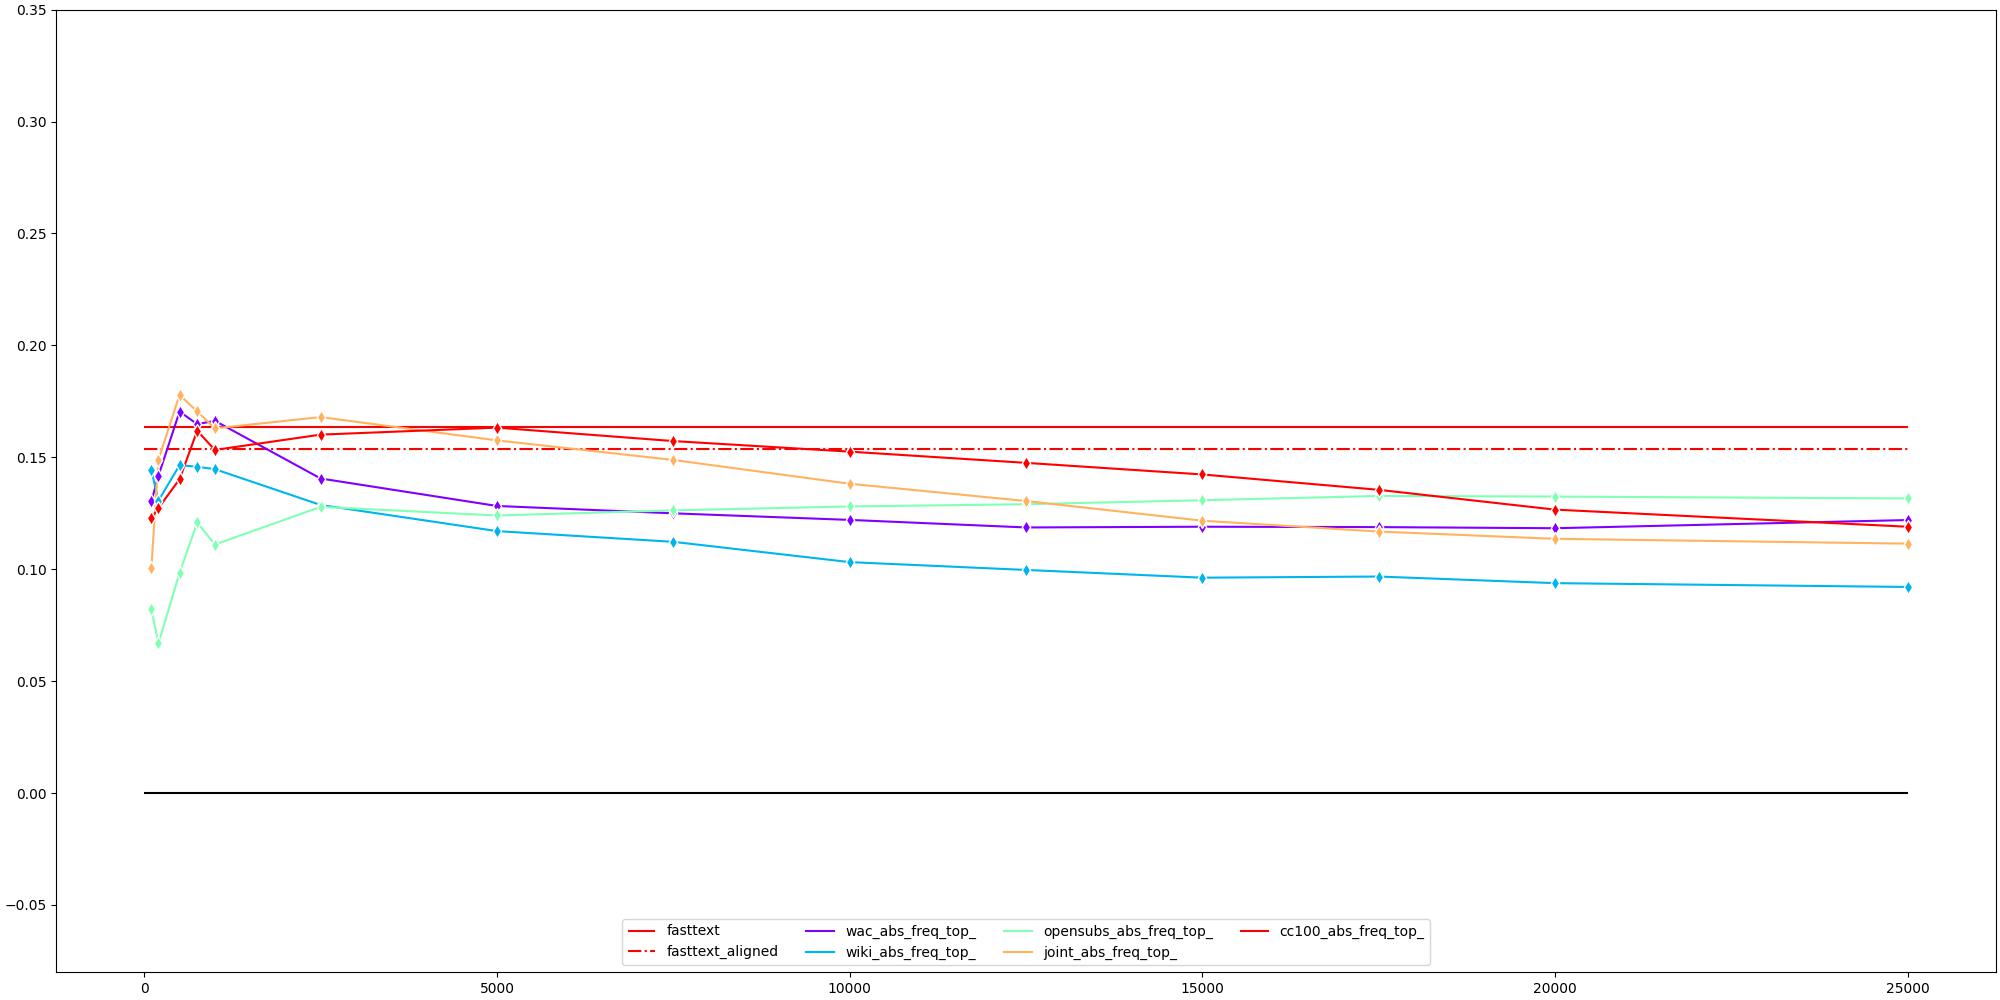 0.35
0.30
0.25
0.20
0.15
0.10
0.05
0.00
−0.05
fasttext
fasttext_aligned
wac_abs_freq_top_
wiki_abs_freq_top_
opensubs_abs_freq_top_
joint_abs_freq_top_
cc100_abs_freq_top_
0 5000 10000 15000 20000 25000